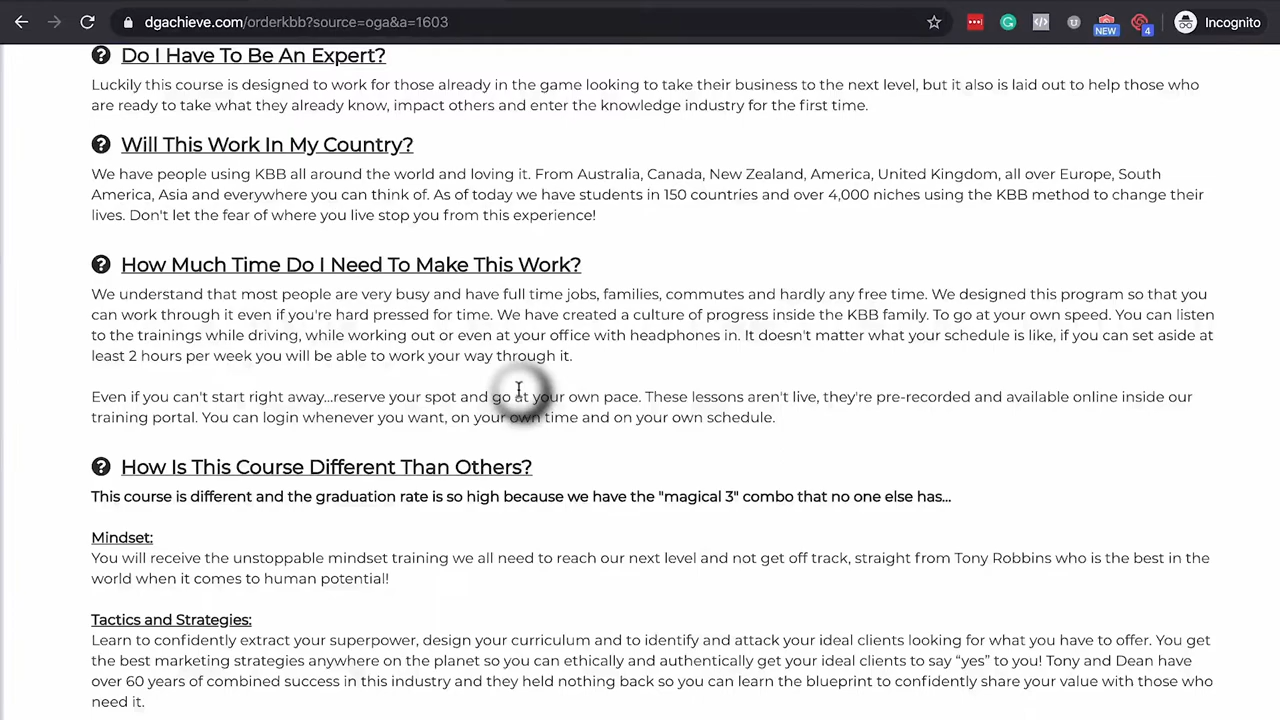 dgachieve.com/orderkbb?source=oga&a=1603
NEW
4
Incognito
Do I Have To Be An Expert?
Luckily this course is designed to work for those already in the game looking to take their business to the next level, but it also is laid out to help those who
are ready to take what they already know, impact others and enter the knowledge industry for the first time.
Will This Work In My Country?
We have people using KBB all around the world and loving it. From Australia, Canada, New Zealand, America, United Kingdom, all over Europe, South
America, Asia and everywhere you can think of. As of today we have students in 150 countries and over 4,000 niches using the KBB method to change their
lives. Don't let the fear of where you live stop you from this experience!
How Much Time Do I Need To Make This Work?
We understand that most people are very busy and have full time jobs, families, commutes and hardly any free time. We designed this program so that you
can work through it even if you're hard pressed for time. We have created a culture of progress inside the KBB family. To go at your own speed. You can listen
to the trainings while driving, while working out or even at your office with headphones in. It doesn't matter what your schedule is like, if you can set aside at
least 2 hours per week you will be able to work your way through it.
Even if you can't start right away...reserve your spot and go at your own pace. These lessons aren't live, they're pre-recorded and available online inside our
training portal. You can login whenever you want, on your own time and on your own schedule.
How Is This Course Different Than Others?
This course is different and the graduation rate is so high because we have the "magical 3" combo that no one else has...
Mindset:
You will receive the unstoppable mindset training we all need to reach our next level and not get off track, straight from Tony Robbins who is the best in the
world when it comes to human potential!
Tactics and Strategies:
Learn to confidently extract your superpower, design your curriculum and to identify and attack your ideal clients looking for what you have to offer. You get
the best marketing strategies anywhere on the planet so you can ethically and authentically get your ideal clients to say “yes” to you! Tony and Dean have
over 60 years of combined success in this industry and they held nothing back so you can learn the blueprint to confidently share your value with those who
need it.